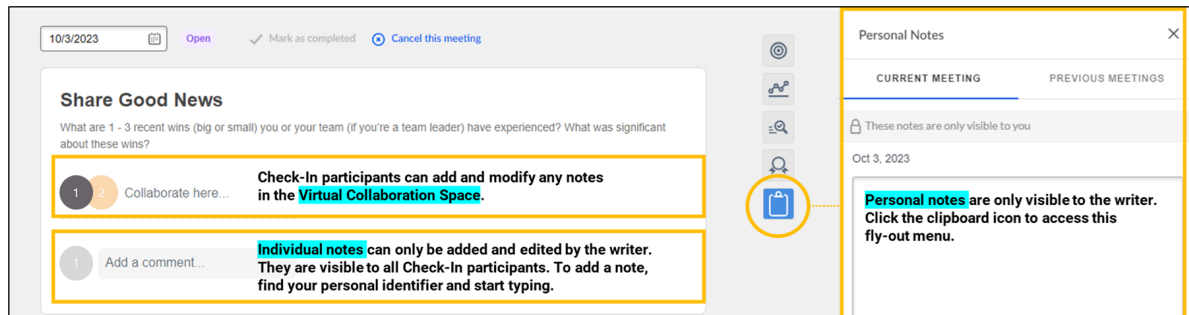 10/3/2023
Open
Mark as completed
Cancel this meeting
Share Good News
What are 1 - 3 recent wins (big or small) you or your team (if you're a team leader) have experienced? What was significant
about these wins?
1
2
Collaborate here...
Check-In participants can add and modify any notes
in the Virtual Collaboration Space.
1
Add a comment...
Individual notes can only be added and edited by the writer.
They are visible to all Check-In participants. To add a note,
find your personal identifier and start typing.
Personal Notes
CURRENT MEETING
PREVIOUS MEETINGS
These notes are only visible to you
Oct 3, 2023
Personal notes are only visible to the writer.
Click the clipboard icon to access this
fly-out menu.